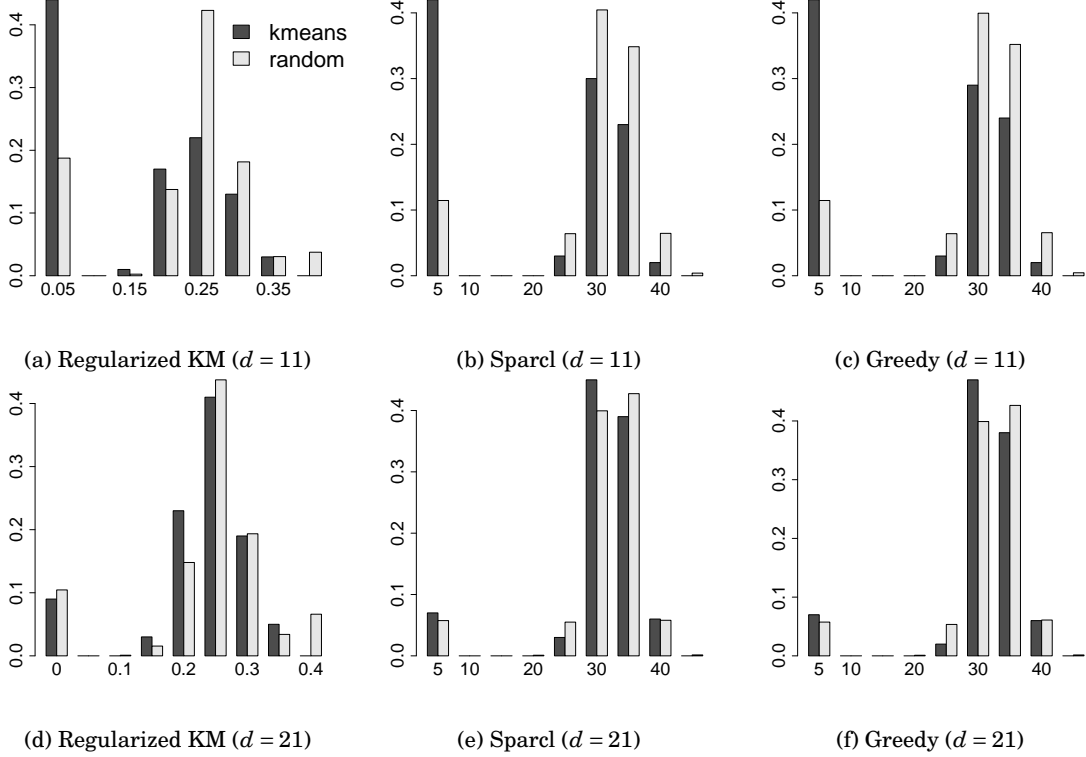 0.0 0.1 0.2 0.3 0.4
0.05 0.15 0.25 0.35
kmeans
random
(a) Regularized KM (d = 11)
0.0 0.1 0.2 0.3 0.4
5 10 20 30 40
(b) Sparcl (d = 11)
0.0 0.1 0.2 0.3 0.4
5 10 20 30 40
(c) Greedy (d = 11)
0.0 0.1 0.2 0.3 0.4
0 0.1 0.2 0.3 0.4
(d) Regularized KM (d = 21)
0.0 0.1 0.2 0.3 0.4
5 10 20 30 40
(e) Sparcl (d = 21)
0.0 0.1 0.2 0.3 0.4
5 10 20 30 40
(f) Greedy (d = 21)